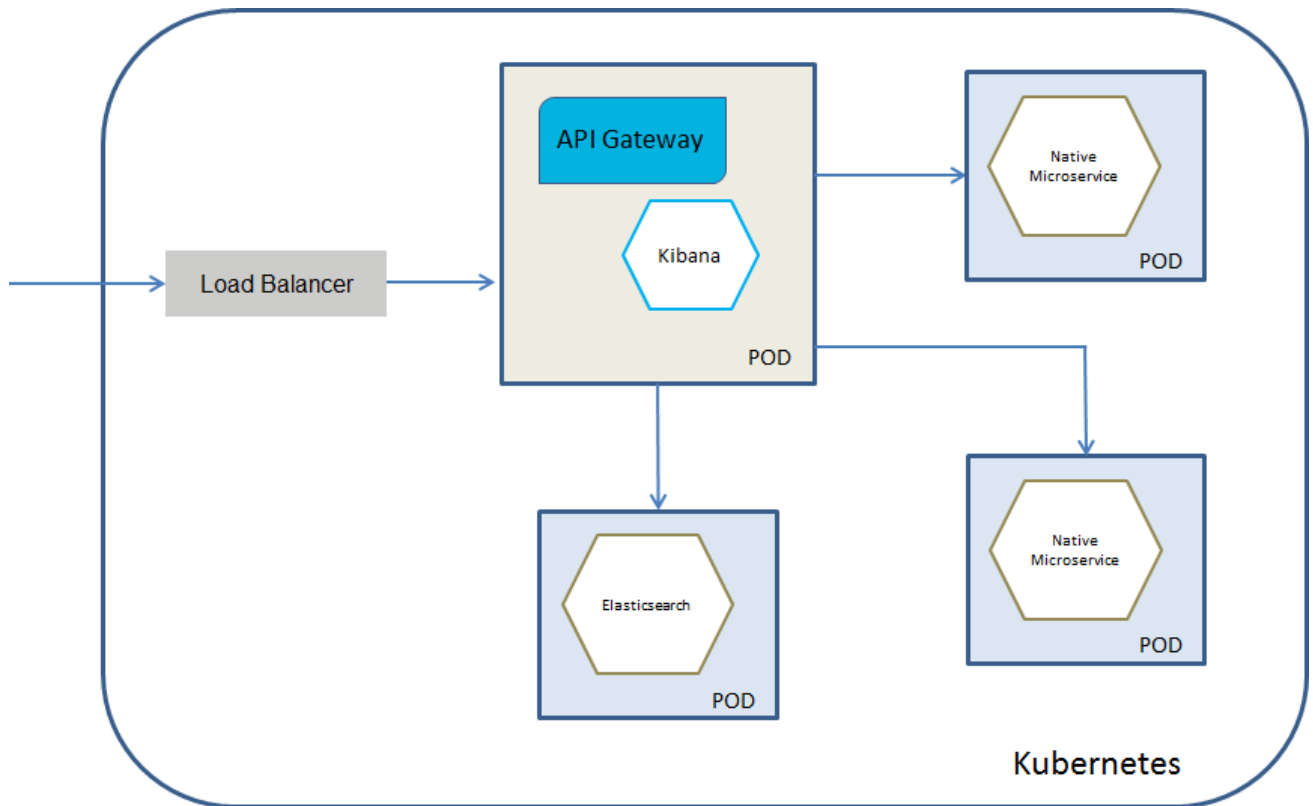 API Gateway
Kibana
POD
Native
Microservice
POD
Load Balancer
Native
Microservice
POD
Elasticsearch
POD
Kubernetes